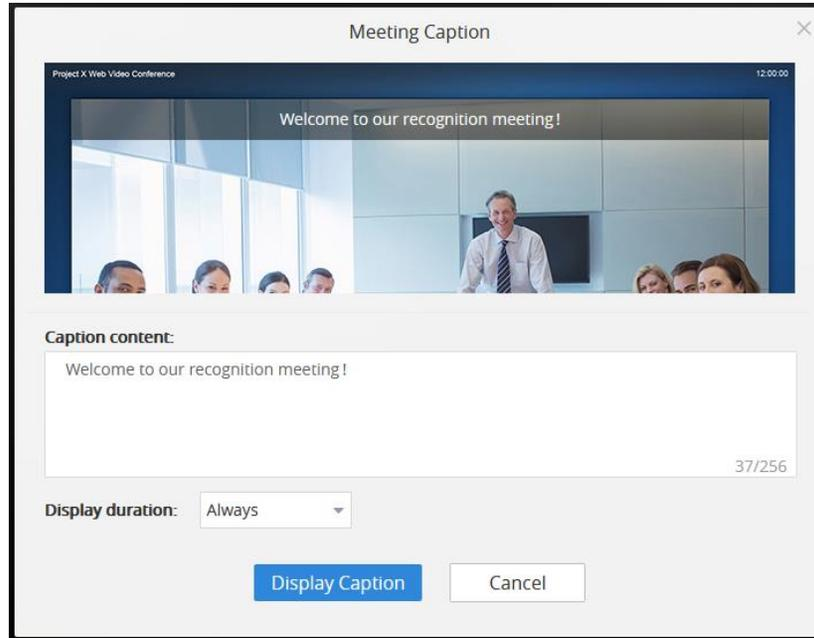 Meeting Caption
Project X Web Video Conference 12:00:00
Welcome to our recognition meeting!
Caption content:
Welcome to our recognition meeting!
37/256
Display duration: Always
Display Caption Cancel